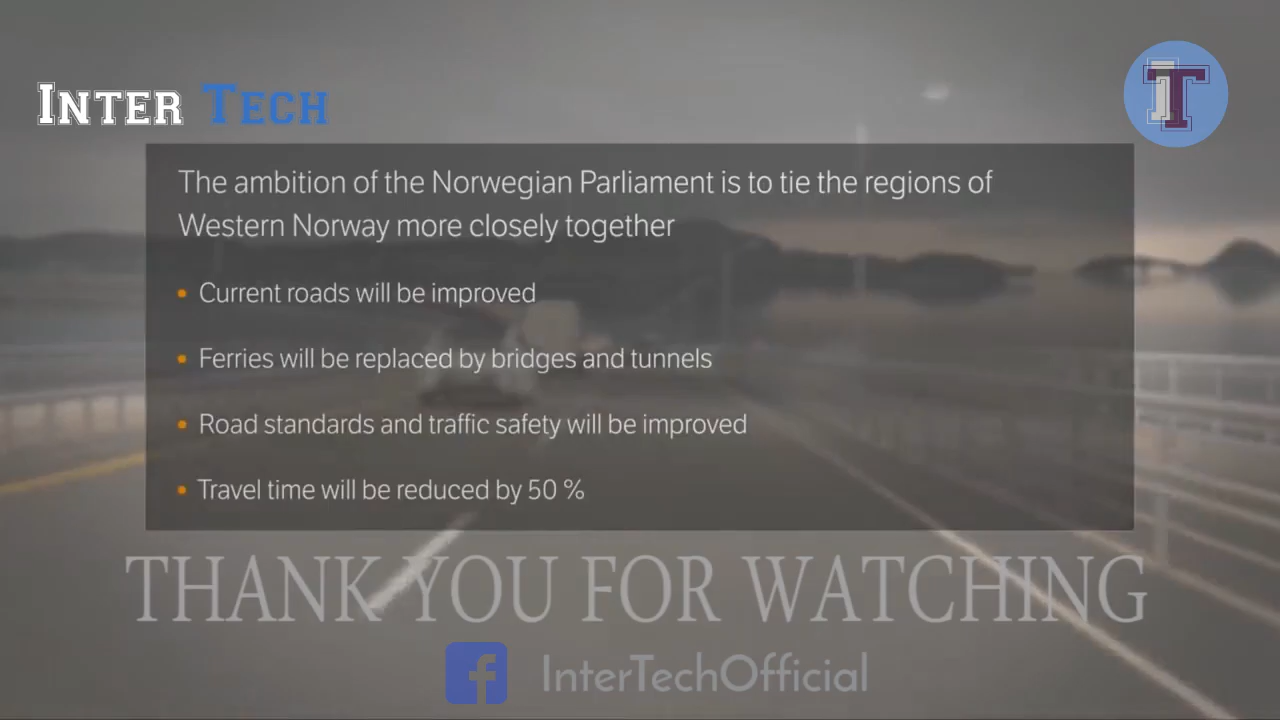 INTER TECH
IT
The ambition of the Norwegian Parliament is to tie the regions of
Western Norway more closely together
• Current roads will be improved
• Ferries will be replaced by bridges and tunnels
• Road standards and traffic safety will be improved
• Travel time will be reduced by 50 %
THANK YOU FOR WATCHING
f InterTechOfficial